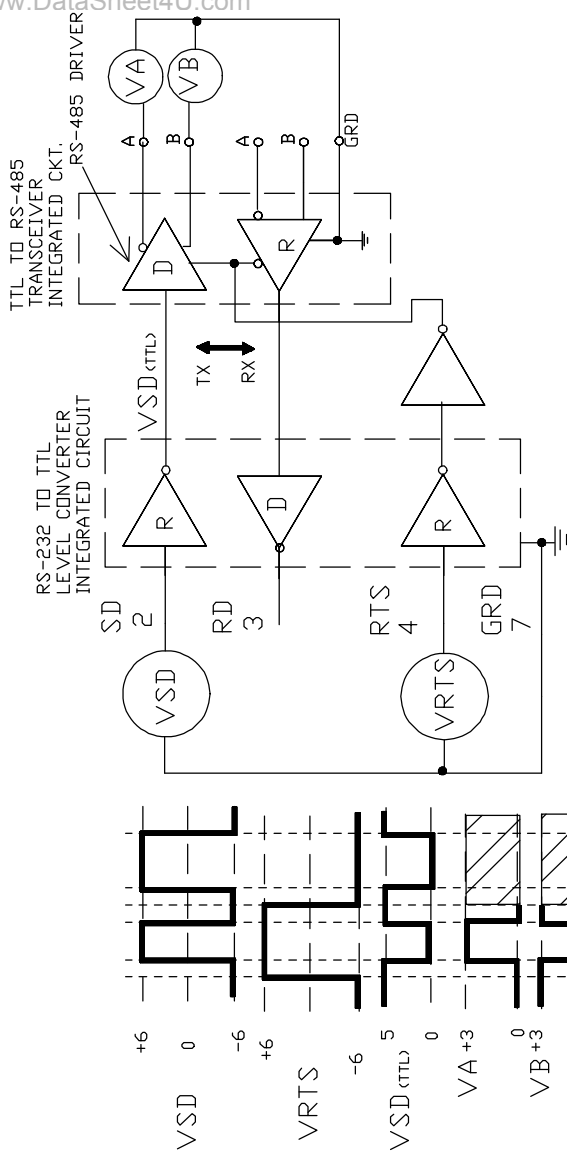 w.DataSheet4U.com
TTL TO RS-485
TRANSCEIVER
INTEGRATED CKT.
RS-485 DRIVER
VA
VB
A
B
A
B
GRD
D
R
VSD (TTL)
TX
RX
RS-232 TO TTL
LEVEL CONVERTER
INTEGRATED CIRCUIT
R
D
R
SD
2
RD
3
RTS
4
GRD
7
VSD
VRTS
VSD
+6
0
-6
VRTS
+6
-6
VSD (TTL)
5
0
VA
+3
0
VB
+3